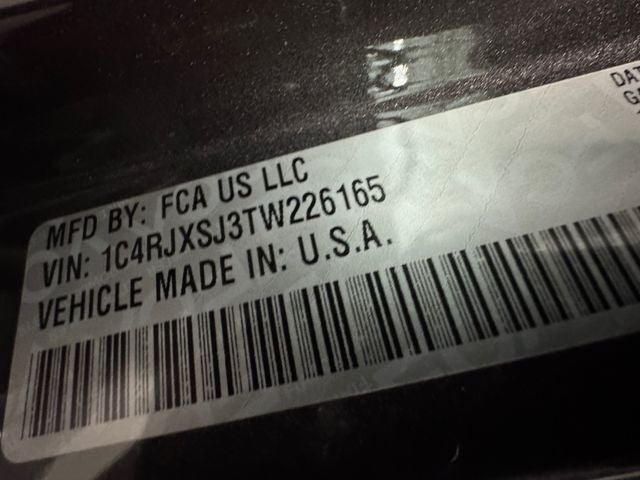 MFD BY: FCA US LLC
VIN: 1C4RJXSJ3TW226165
VEHICLE MADE IN: U.S.A.